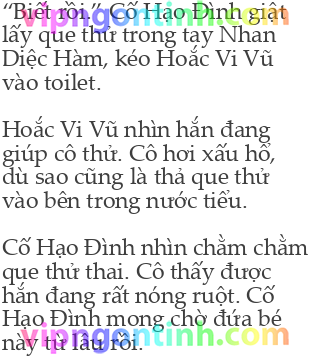 “Biết rồi.” Cố Hạo Đình giật
lấy que thử trong tay Nhan
Diệc Hàm, kéo Hoắc Vi Vũ
vào toilet.
Hoắc Vi Vũ nhìn hắn đang
giúp cô thử. Cô hơi xấu hổ,
dù sao cũng là thả que thử
vào bên trong nước tiểu.
Cố Hạo Đình nhìn chằm chằm
que thử thai. Cô thấy được
hắn đang rất nóng ruột. Cố
Hạo Đình mong chờ đứa bé
này từ lâu rồi.
vipngontinh.com
vipngontinh.com